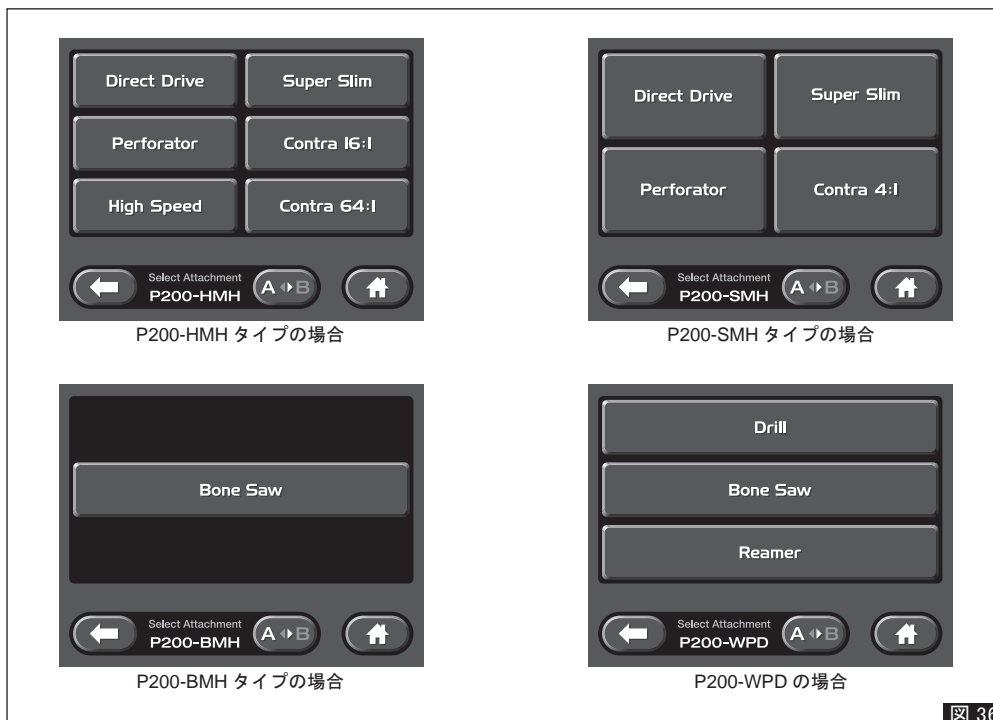 Direct Drive
Super Slim
Perforator
Contra 16:1
High Speed
Contra 64:1
Select Attachment
P200-HMH
A B
P200-HMH タイプの場合
Direct Drive
Super Slim
Perforator
Contra 4:1
Select Attachment
P200-SMH
A B
P200-SMH タイプの場合
Bone Saw
Select Attachment
P200-BMH
A B
P200-BMH タイプの場合
Drill
Bone Saw
Reamer
Select Attachment
P200-WPD
A B
P200-WPD の場合
図 36